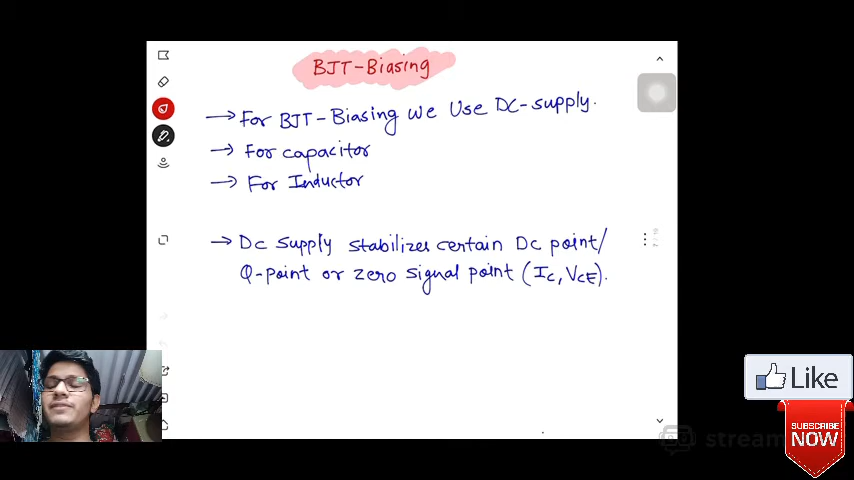 BJT-Biasing
→ For BJT-Biasing we Use DC-supply.
→ For capacitor
→ For Inductor
→ DC supply stabilizes certain DC point/
Q-point or zero signal point (IC, VCE).
Like
SUBSCRIBE
NOW
stream